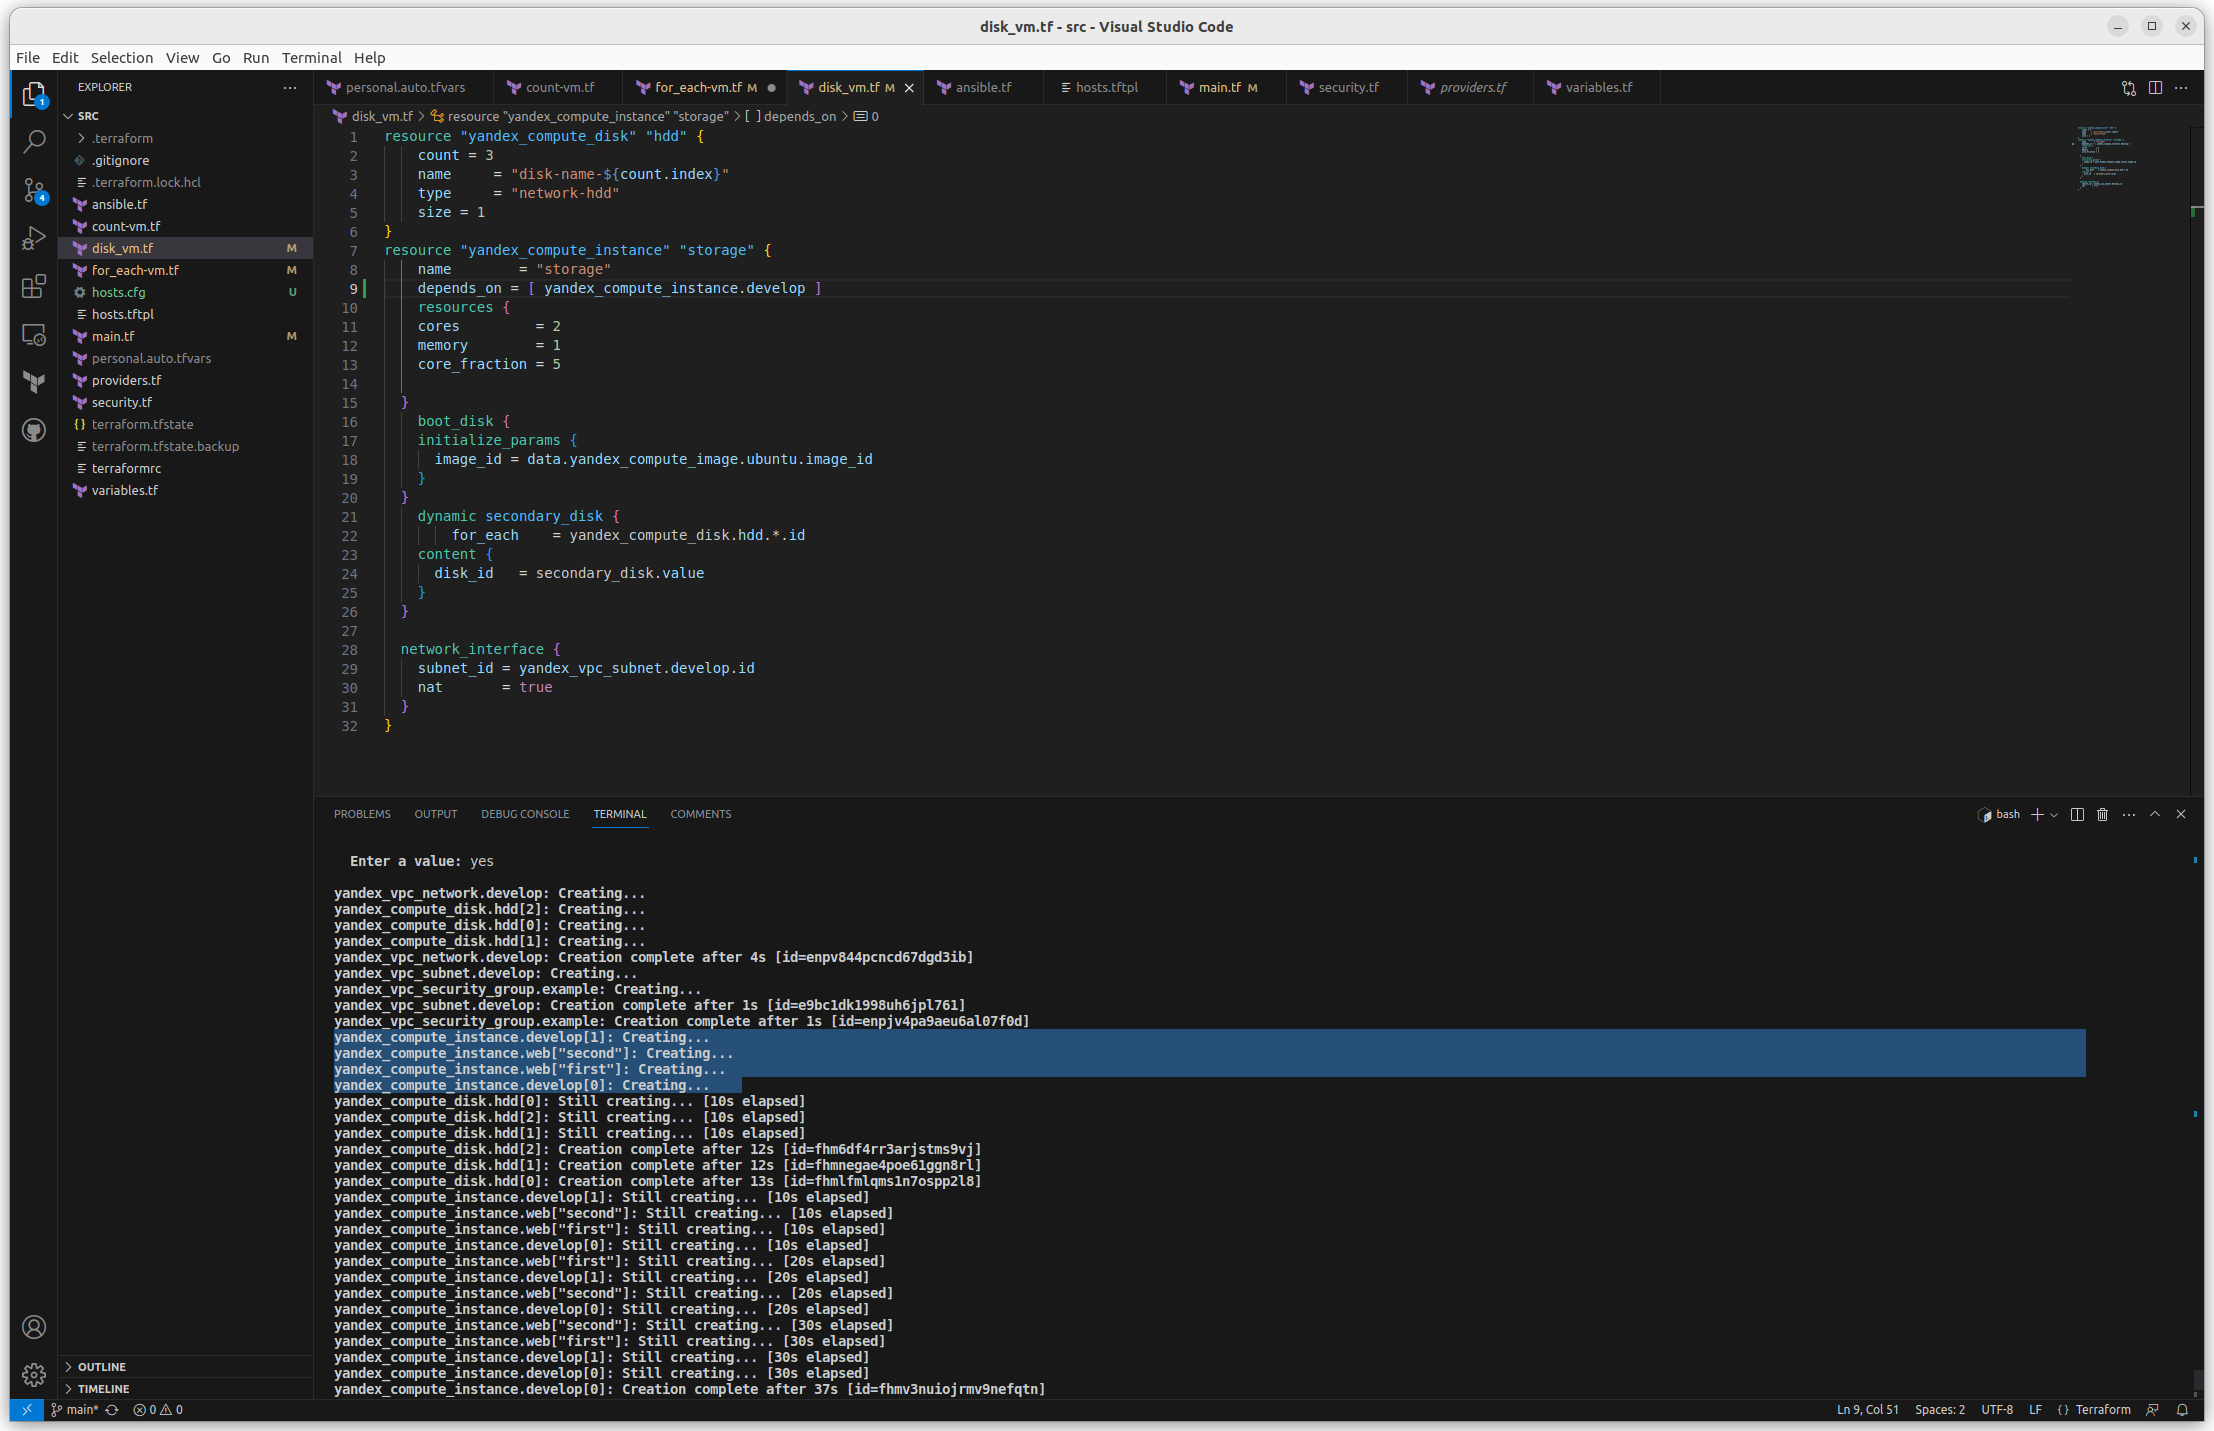 disk_vm.tf - src - Visual Studio Code
File Edit Selection View Go Run Terminal Help
EXPLORER
SRC
.terraform
.gitignore
.terraform.lock.hcl
ansible.tf
count-vm.tf
disk_vm.tf M
for_each-vm.tf M
hosts.cfg U
hosts.tftpl
main.tf M
personal.auto.tfvars
providers.tf
security.tf
terraform.tfstate
terraform.tfstate.backup
terraformrc
variables.tf
OUTLINE
TIMELINE
1
4
personal.auto.tfvars count-vm.tf for_each-vm.tf M disk_vm.tf M ansible.tf hosts.tftpl main.tf M security.tf providers.tf variables.tf
disk_vm.tf > resource "yandex_compute_instance" "storage" > [ ] depends_on > 0
1 resource "yandex_compute_disk" "hdd" {
2 count = 3
3 name = "disk-name-${count.index}"
4 type = "network-hdd"
5 size = 1
6 }
7 resource "yandex_compute_instance" "storage" {
8 name = "storage"
9 depends_on = [ yandex_compute_instance.develop ]
10 resources {
11 cores = 2
12 memory = 1
13 core_fraction = 5
14
15 }
16 boot_disk {
17 initialize_params {
18 image_id = data.yandex_compute_image.ubuntu.image_id
19 }
20 }
21 dynamic secondary_disk {
22 for_each = yandex_compute_disk.hdd.*.id
23 content {
24 disk_id = secondary_disk.value
25 }
26 }
27
28 network_interface {
29 subnet_id = yandex_vpc_subnet.develop.id
30 nat = true
31 }
32 }
PROBLEMS OUTPUT DEBUG CONSOLE TERMINAL COMMENTS
bash
Enter a value: yes
yandex_vpc_network.develop: Creating...
yandex_compute_disk.hdd[2]: Creating...
yandex_compute_disk.hdd[0]: Creating...
yandex_compute_disk.hdd[1]: Creating...
yandex_vpc_network.develop: Creation complete after 4s [id=enpv844pcncd67dgd3ib]
yandex_vpc_subnet.develop: Creating...
yandex_vpc_security_group.example: Creating...
yandex_vpc_subnet.develop: Creation complete after 1s [id=e9bc1dk1998uh6jpl761]
yandex_vpc_security_group.example: Creation complete after 1s [id=enpjv4pa9aeu6al07f0d]
yandex_compute_instance.develop[1]: Creating...
yandex_compute_instance.web["second"]: Creating...
yandex_compute_instance.web["first"]: Creating...
yandex_compute_instance.develop[0]: Creating...
yandex_compute_disk.hdd[0]: Still creating... [10s elapsed]
yandex_compute_disk.hdd[2]: Still creating... [10s elapsed]
yandex_compute_disk.hdd[1]: Still creating... [10s elapsed]
yandex_compute_disk.hdd[2]: Creation complete after 12s [id=fhm6df4rr3arjstms9vj]
yandex_compute_disk.hdd[1]: Creation complete after 12s [id=fhmnegae4poe61ggn8rl]
yandex_compute_disk.hdd[0]: Creation complete after 13s [id=fhmlfmlqms1n7ospp2l8]
yandex_compute_instance.develop[1]: Still creating... [10s elapsed]
yandex_compute_instance.web["second"]: Still creating... [10s elapsed]
yandex_compute_instance.web["first"]: Still creating... [10s elapsed]
yandex_compute_instance.develop[0]: Still creating... [10s elapsed]
yandex_compute_instance.web["first"]: Still creating... [20s elapsed]
yandex_compute_instance.develop[1]: Still creating... [20s elapsed]
yandex_compute_instance.web["second"]: Still creating... [20s elapsed]
yandex_compute_instance.develop[0]: Still creating... [20s elapsed]
yandex_compute_instance.web["second"]: Still creating... [30s elapsed]
yandex_compute_instance.web["first"]: Still creating... [30s elapsed]
yandex_compute_instance.develop[1]: Still creating... [30s elapsed]
yandex_compute_instance.develop[0]: Still creating... [30s elapsed]
yandex_compute_instance.develop[0]: Creation complete after 37s [id=fhmv3nuiojrmv9nefqtn]
main* 0 0 Ln 9, Col 51 Spaces: 2 UTF-8 LF {} Terraform